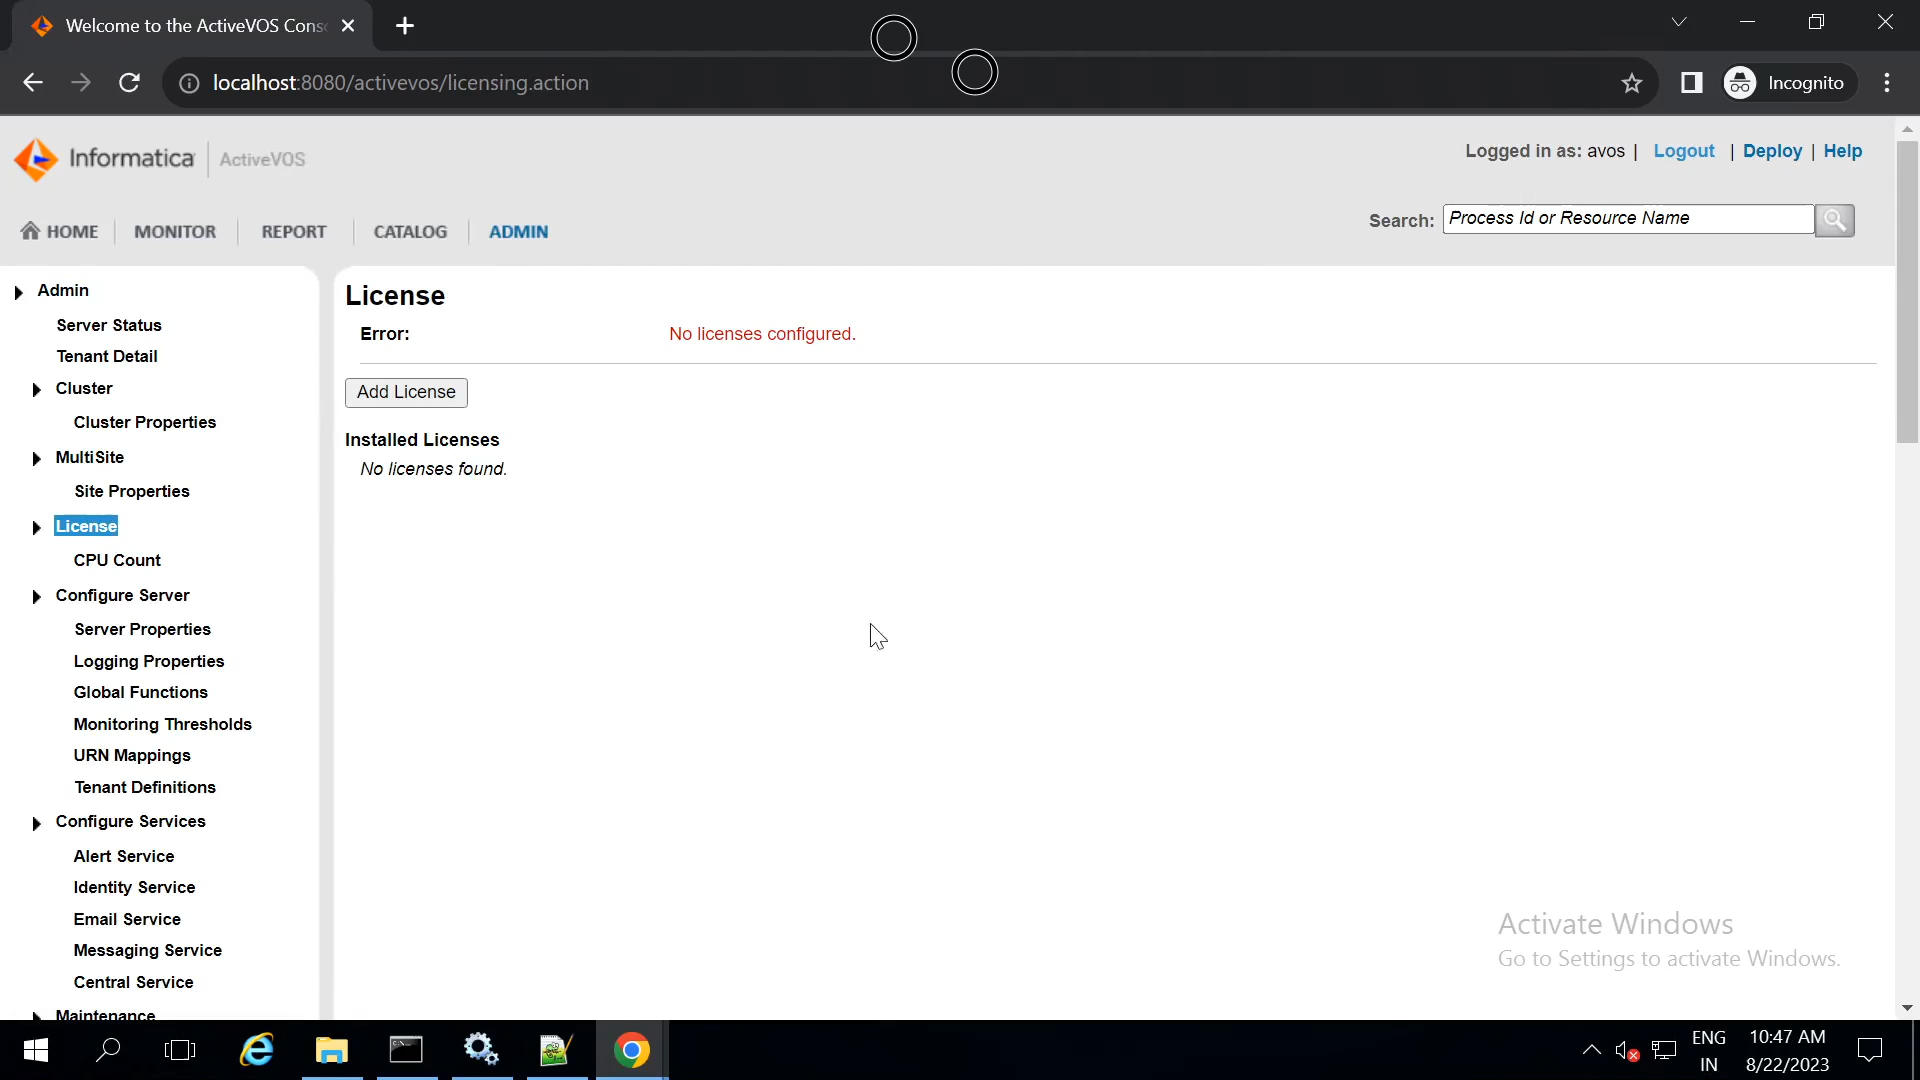 Welcome to the ActiveVOS Cons
localhost:8080/activevos/licensing.action
Incognito
Informatica ActiveVOS
Logged in as: avos | Logout | Deploy | Help
HOME MONITOR REPORT CATALOG ADMIN
Search: Process Id or Resource Name
Admin
Server Status
Tenant Detail
Cluster
Cluster Properties
MultiSite
Site Properties
License
CPU Count
Configure Server
Server Properties
Logging Properties
Global Functions
Monitoring Thresholds
URN Mappings
Tenant Definitions
Configure Services
Alert Service
Identity Service
Email Service
Messaging Service
Central Service
Maintenance
License
Error: No licenses configured.
Add License
Installed Licenses
No licenses found.
Activate Windows
Go to Settings to activate Windows.
ENG
IN
10:47 AM
8/22/2023